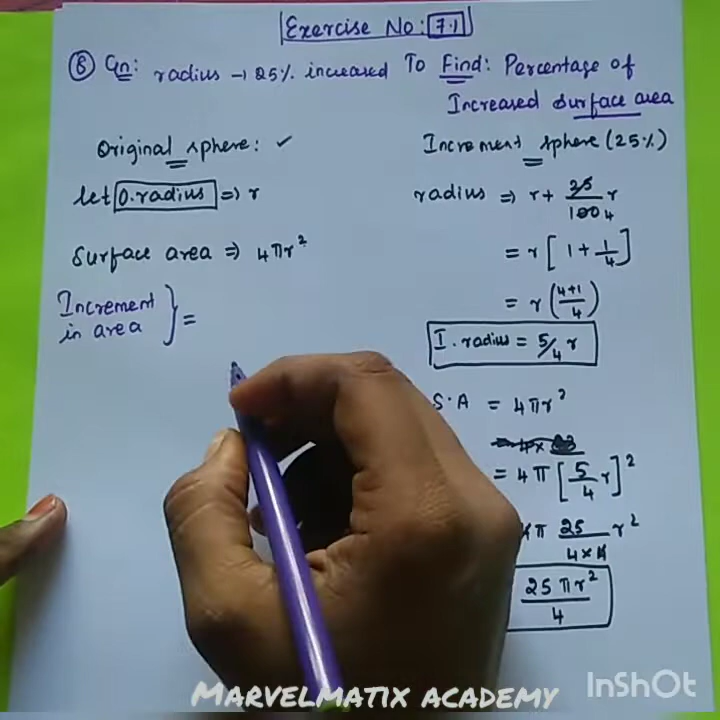 Exercise No: 7.1
⑧ Gn: radius → 25% increased To Find: Percentage of
Increased surface area
Original sphere: ✓
let O.radius ⇒ r
Surface area ⇒ 4πr²
Increment
in area } =
Increment sphere (25%)
radius ⇒ r + 25/100 4 r
= r [1 + 1/4]
= r (4+1/4)
I. radius = 5/4 r
S.A = 4πr²
= 4π [5/4 r]²
π 25/4×4 r²
25πr²/4
MARVELMATIX ACADEMY
InShOt